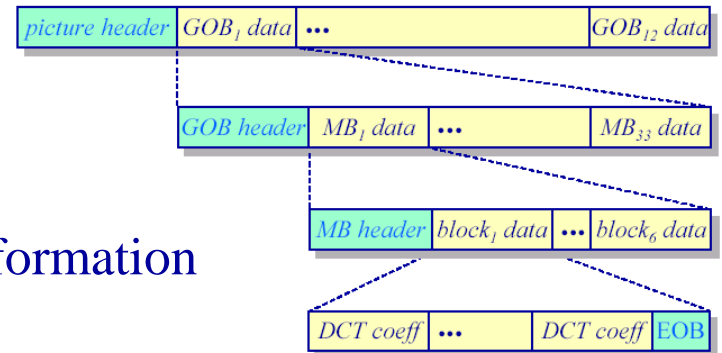 picture header GOB₁ data ••• GOB₁₂ data
GOB header MB₁ data ••• MB₃₃ data
MB header block₁ data ••• block₆ data
formation
DCT coeff ••• DCT coeff EOB